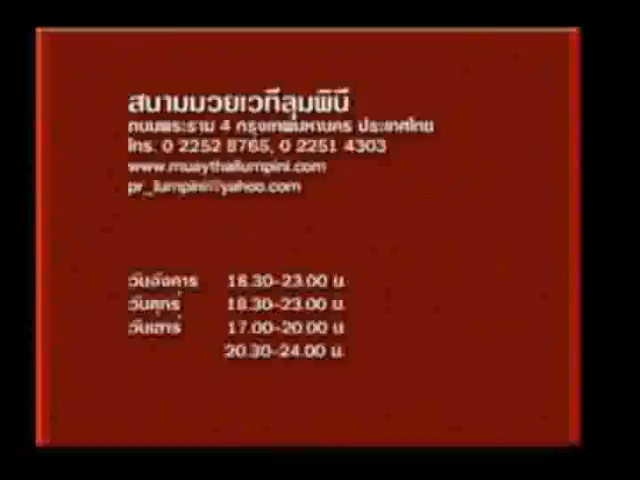 สนามมวยเวทีลุมพินี
ถนนพระราม 4 กรุงเทพมหานคร ประเทศไทย
โทร. 0 2252 8765, 0 2251 4303
www.muaythailumpini.com
pr_lumpini@yahoo.com
วันอังคาร 18.30-23.00 น.
วันศุกร์ 18.30-23.00 น.
วันเสาร์ 17.00-20.00 น.
20.30-24.00 น.